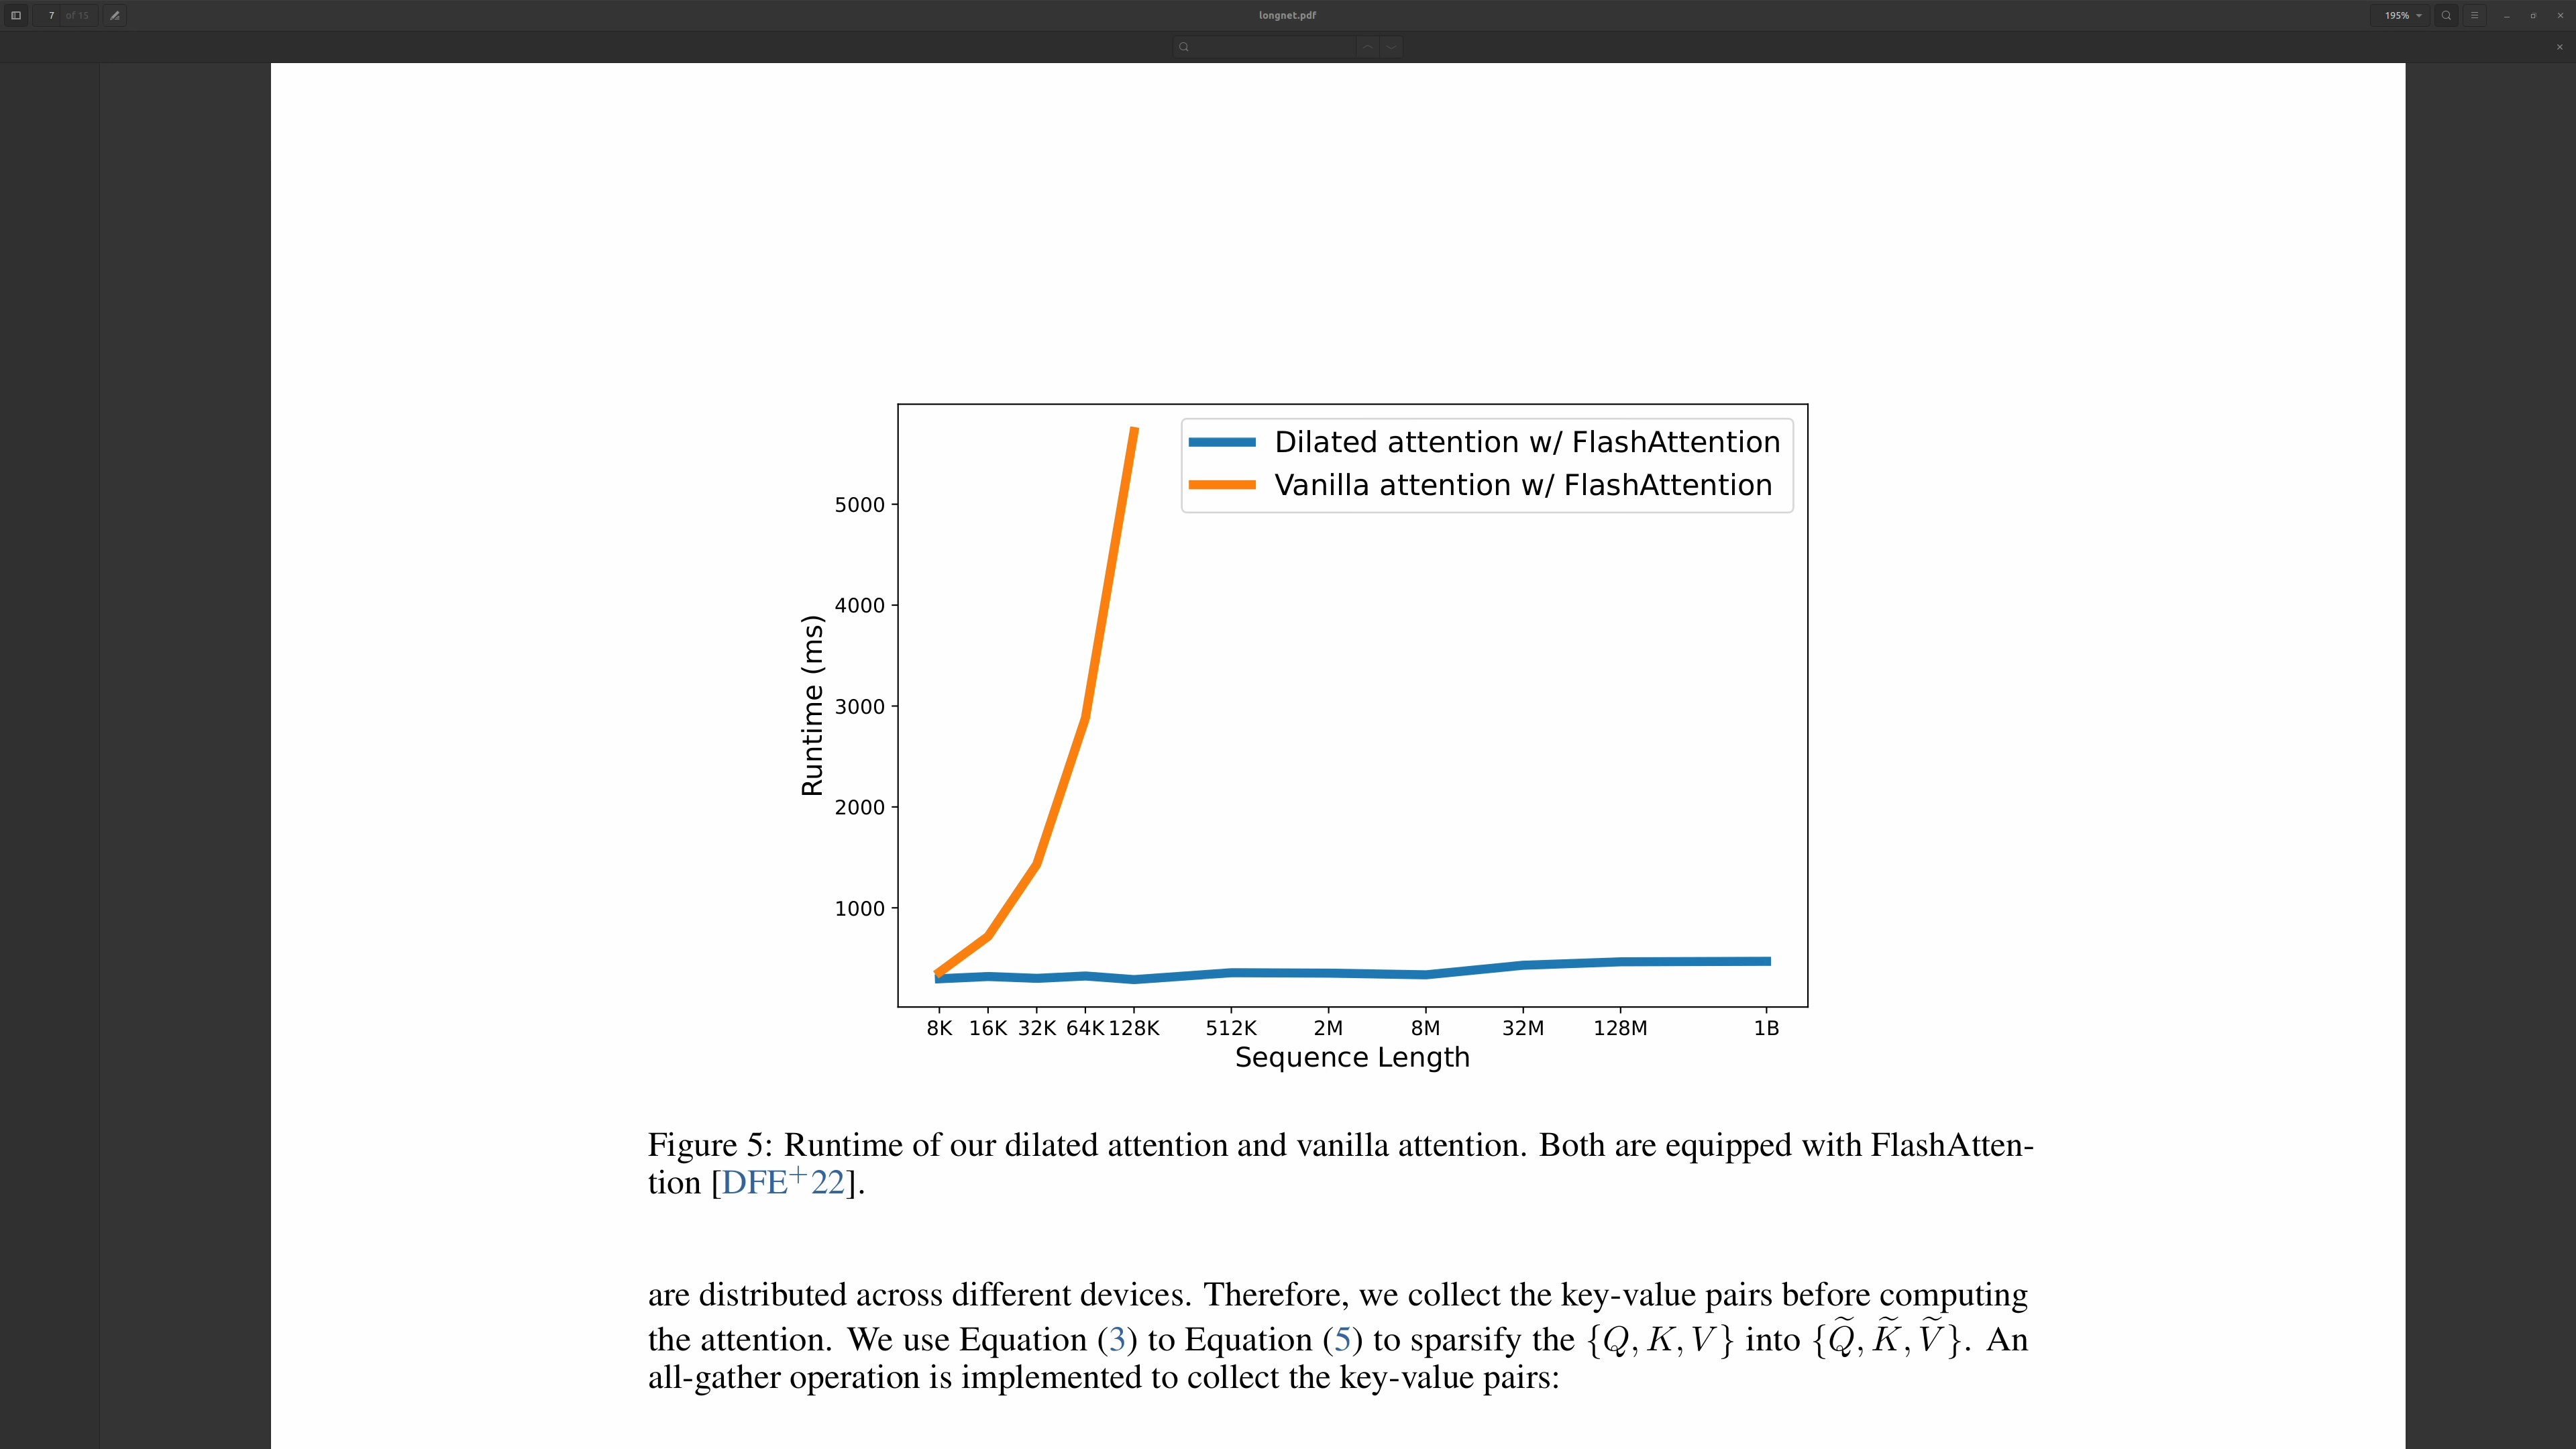 7 of 15
longnet.pdf
195%
Dilated attention w/ FlashAttention
Vanilla attention w/ FlashAttention
Runtime (ms)
5000
4000
3000
2000
1000
8K 16K 32K 64K 128K 512K 2M 8M 32M 128M 1B
Sequence Length
Figure 5: Runtime of our dilated attention and vanilla attention. Both are equipped with FlashAtten-
tion [DFE⁺22].
are distributed across different devices. Therefore, we collect the key-value pairs before computing
the attention. We use Equation (3) to Equation (5) to sparsify the {Q, K, V} into {Q̃, K̃, Ṽ}. An
all-gather operation is implemented to collect the key-value pairs: